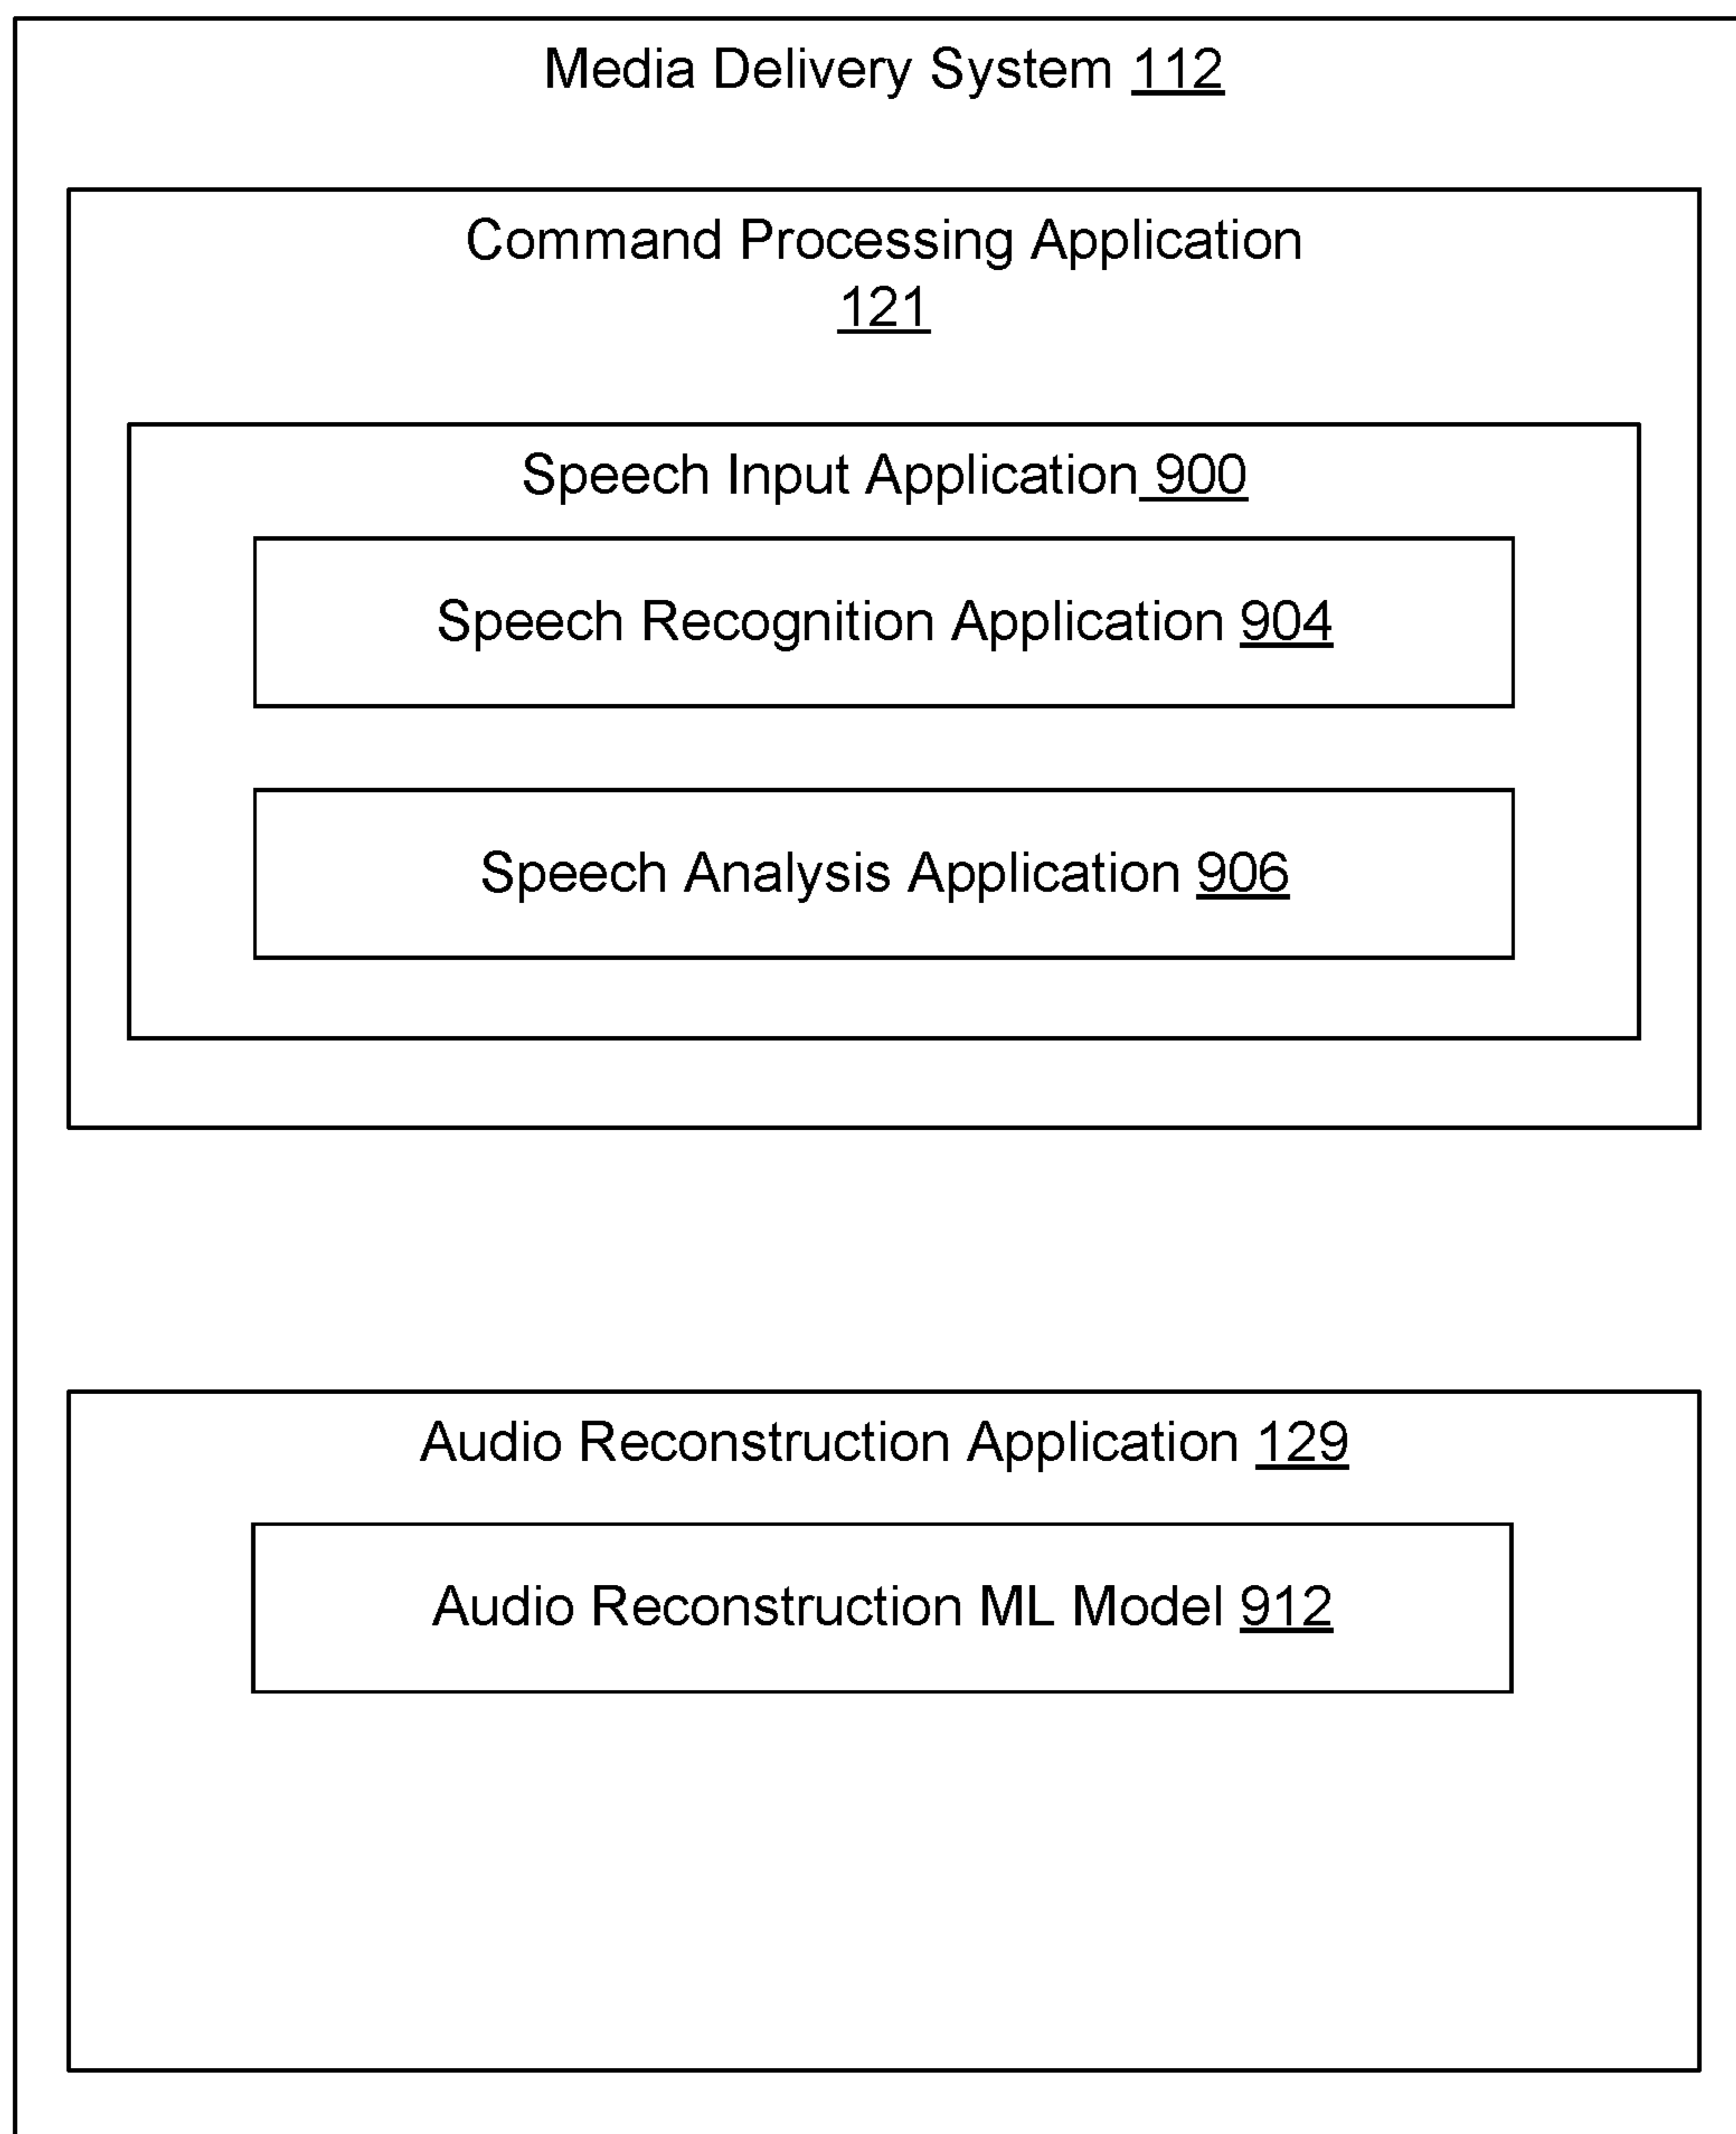 Media Delivery System 112
Command Processing Application
121
Speech Input Application 900
Speech Recognition Application 904
Speech Analysis Application 906
Audio Reconstruction Application 129
Audio Reconstruction ML Model 912